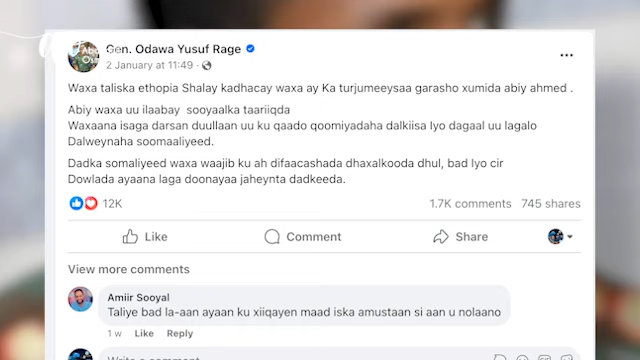 Gen. Odawa Yusuf Rage
2 January at 11:49 ·
Waxa taliska ethopia Shalay kadhacay waxa ay Ka turjumeeysaa garasho xumida abiy ahmed .
Abiy waxa uu ilaabay sooyaalka taariiqda
Waxaana isaga darsan duullaan uu ku qaado qoomiyadaha dalkiisa Iyo dagaal uu lagalo
Dalweynaha soomaaliyeed.
Dadka somaliyeed waxa waajib ku ah difaacashada dhaxalkooda dhul, bad Iyo cir
Dowlada ayaana laga doonayaa jaheynta dadkeeda.
12K 1.7K comments 745 shares
Like Comment Share
View more comments
Amiir Sooyal
Taliye bad la-aan ayaan ku xiiqayen maad iska amustaan si aan u nolaano
1 w Like Reply
Write a comment